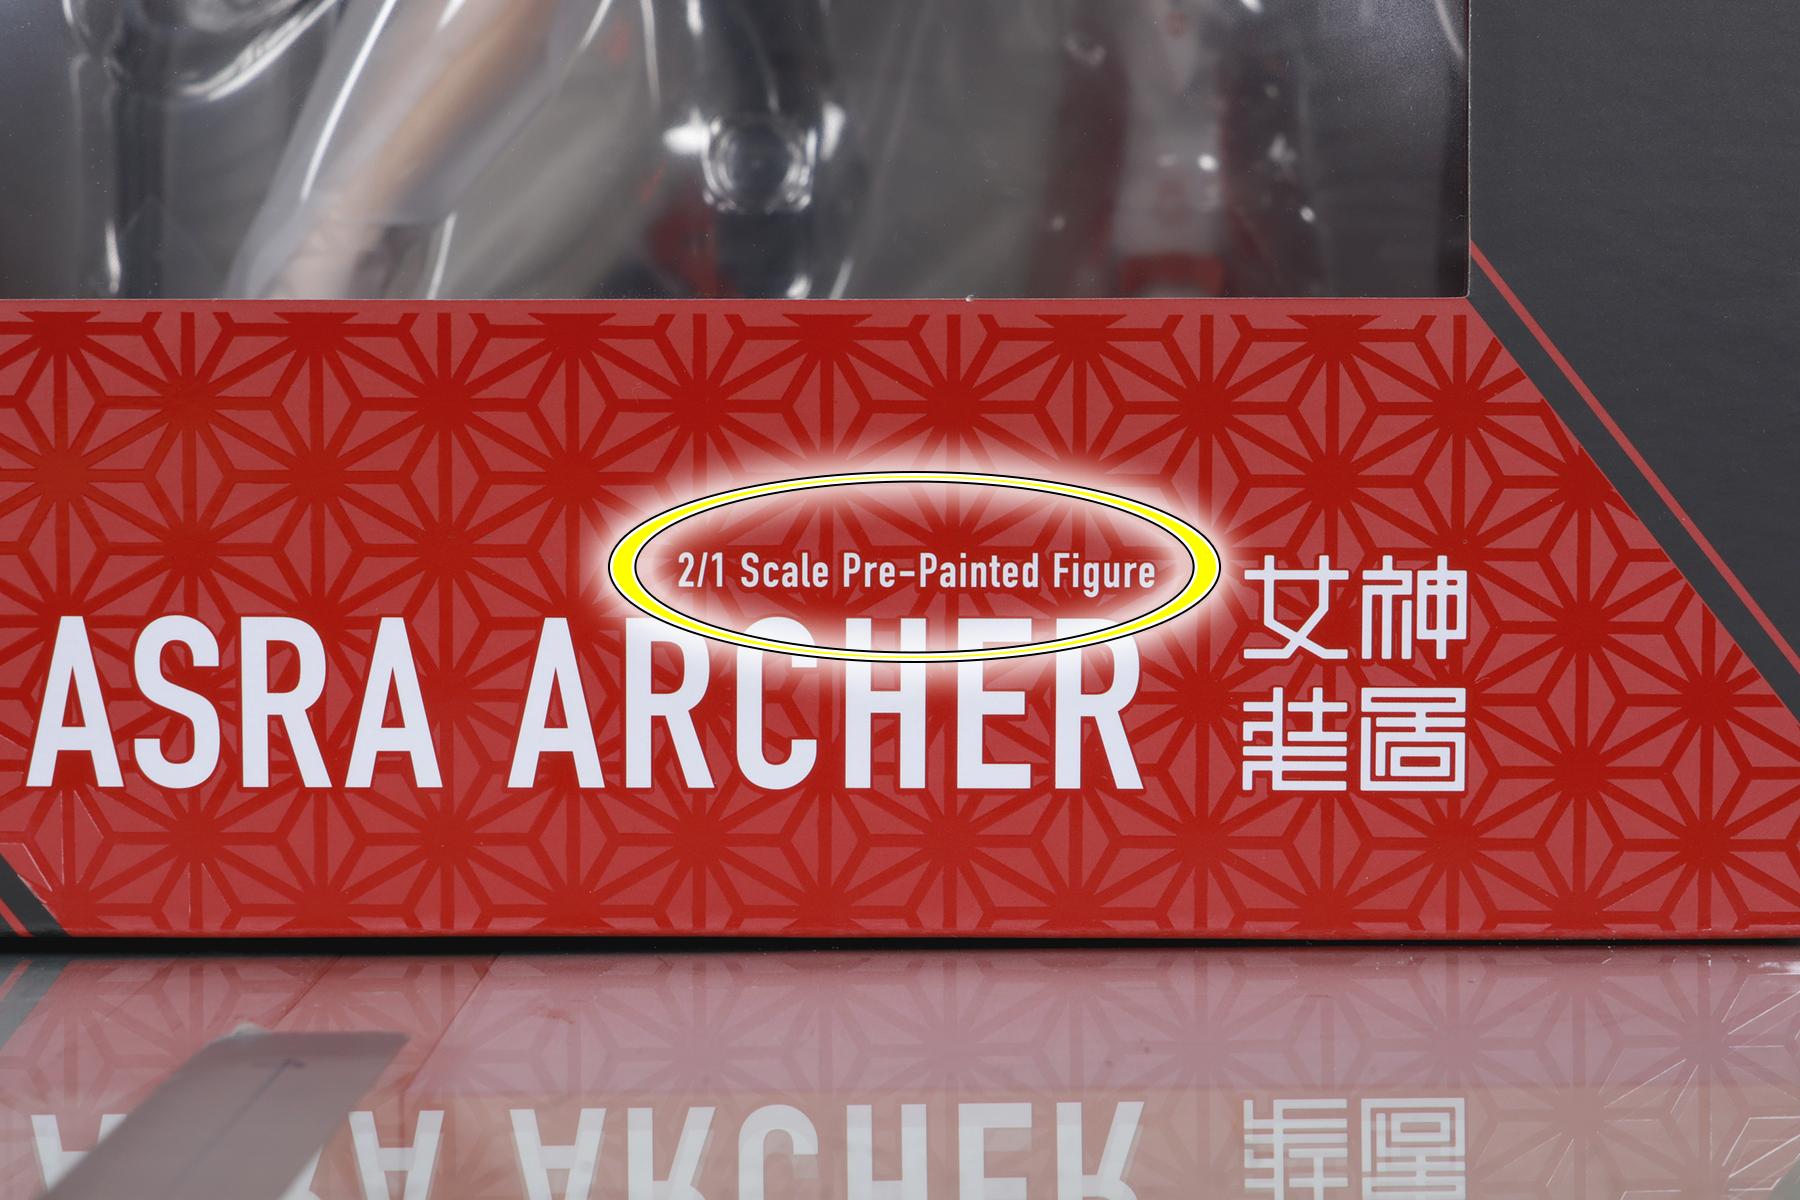 2/1 Scale Pre-Painted Figure
ASRA ARCHER
女神
装置